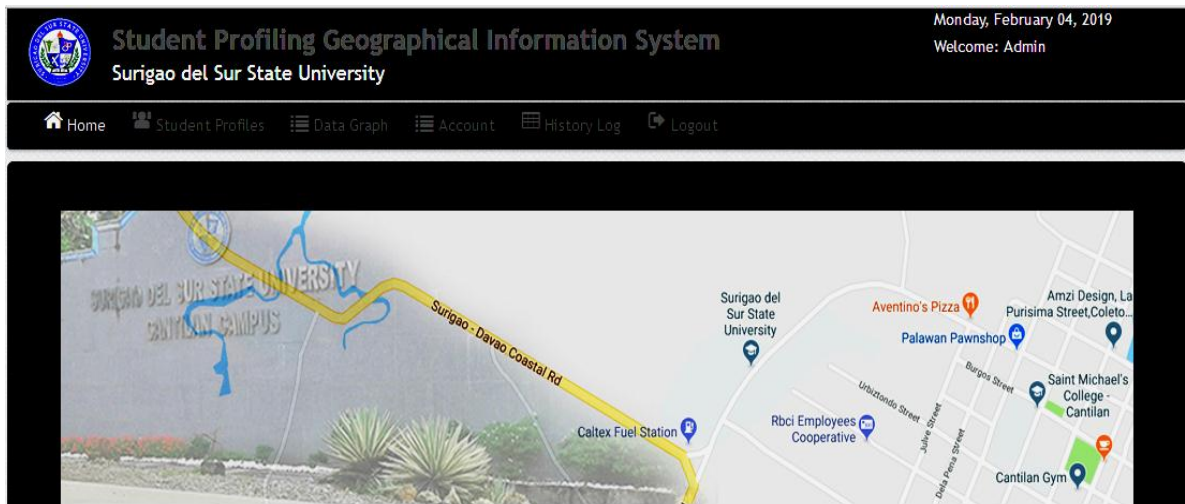 Student Profiling Geographical Information System
Surigao del Sur State University
Monday, February 04, 2019
Welcome: Admin
Home Student Profiles Data Graph Account History Log Logout
SURIGAO DEL SUR STATE UNIVERSITY
CANTILAN CAMPUS
Surigao - Davao Coastal Rd
Surigao del
Sur State
University
Aventino's Pizza
Amzi Design, La
Purisima Street,Coleto...
Palawan Pawnshop
Burgos Street
Saint Michael's
College -
Cantilan
Urbiztondo Street
Julve Street
Dela Pena Street
Rbci Employees
Cooperative
Caltex Fuel Station
Cantilan Gym